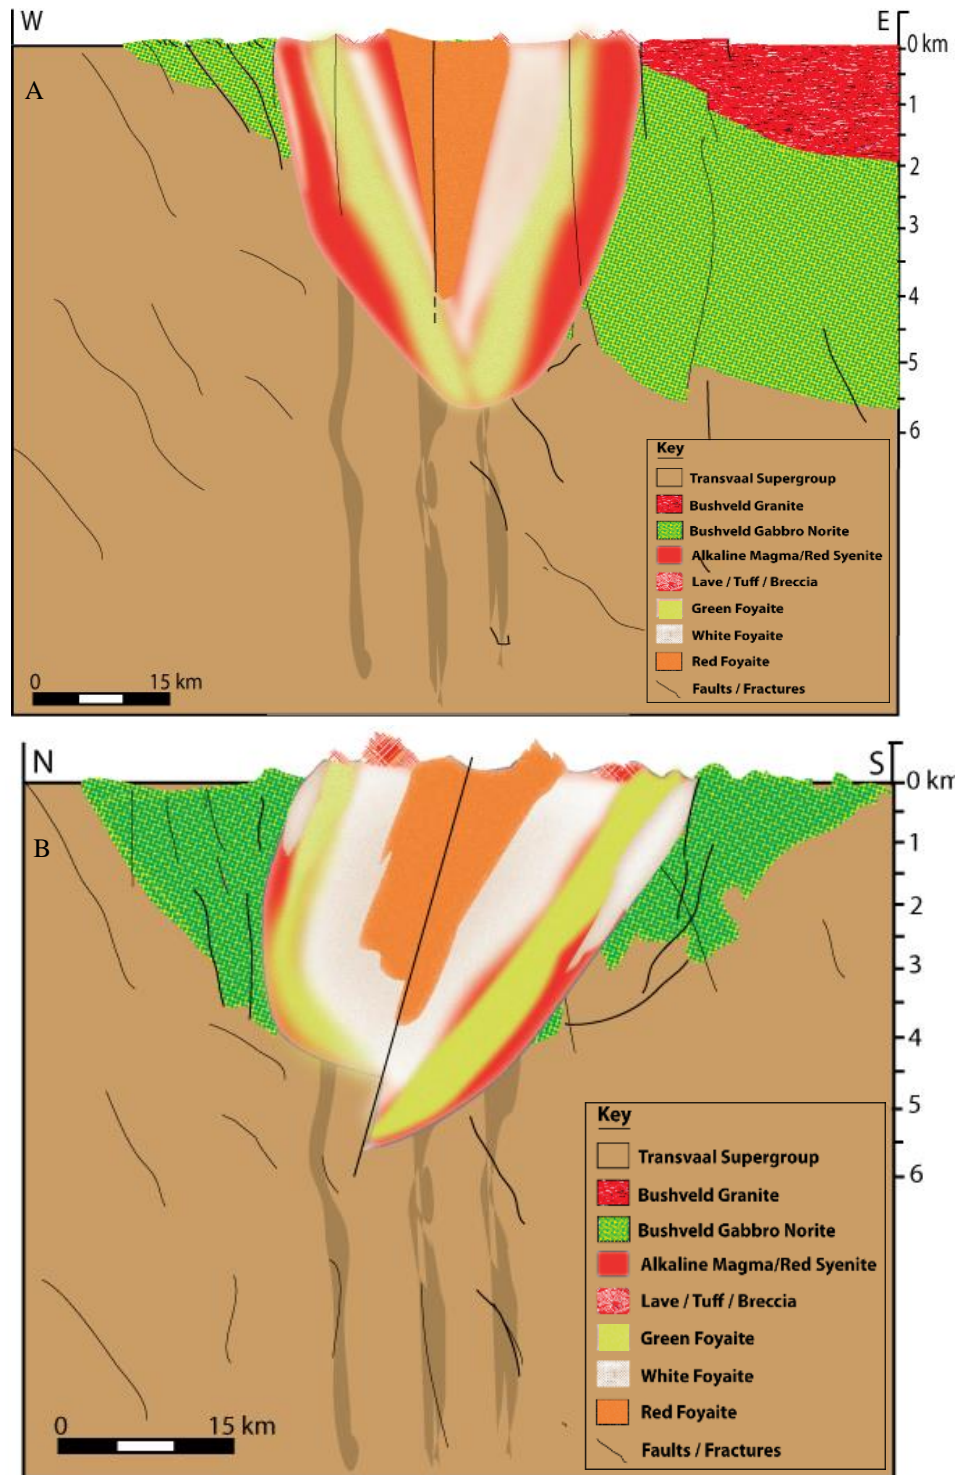 W
E
A
0 km
1
2
3
4
5
6
Key
Transvaal Supergroup
Bushveld Granite
Bushveld Gabbro Norite
Alkaline Magma/Red Syenite
Lave / Tuff / Breccia
Green Foyaite
White Foyaite
Red Foyaite
Faults / Fractures
0 15 km
N
S
0 km
B
1
2
3
4
5
6
Key
Transvaal Supergroup
Bushveld Granite
Bushveld Gabbro Norite
Alkaline Magma/Red Syenite
Lave / Tuff / Breccia
Green Foyaite
White Foyaite
Red Foyaite
Faults / Fractures
0 15 km